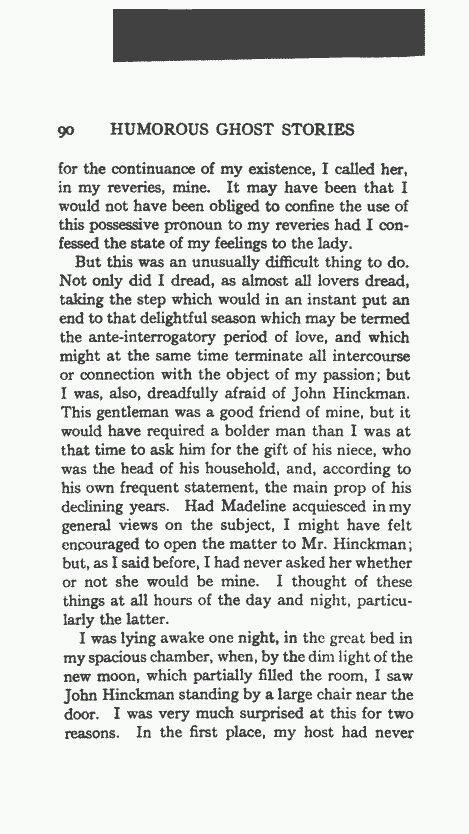 90 HUMOROUS GHOST STORIES
for the continuance of my existence, I called her,
in my reveries, mine. It may have been that I
would not have been obliged to confine the use of
this possessive pronoun to my reveries had I con-
fessed the state of my feelings to the lady.
But this was an unusually difficult thing to do.
Not only did I dread, as almost all lovers dread,
taking the step which would in an instant put an
end to that delightful season which may be termed
the ante-interrogatory period of love, and which
might at the same time terminate all intercourse
or connection with the object of my passion; but
I was, also, dreadfully afraid of John Hinckman.
This gentleman was a good friend of mine, but it
would have required a bolder man than I was at
that time to ask him for the gift of his niece, who
was the head of his household, and, according to
his own frequent statement, the main prop of his
declining years. Had Madeline acquiesced in my
general views on the subject, I might have felt
encouraged to open the matter to Mr. Hinckman;
but, as I said before, I had never asked her whether
or not she would be mine. I thought of these
things at all hours of the day and night, particu-
larly the latter.
I was lying awake one night, in the great bed in
my spacious chamber, when, by the dim light of the
new moon, which partially filled the room, I saw
John Hinckman standing by a large chair near the
door. I was very much surprised at this for two
reasons. In the first place, my host had never